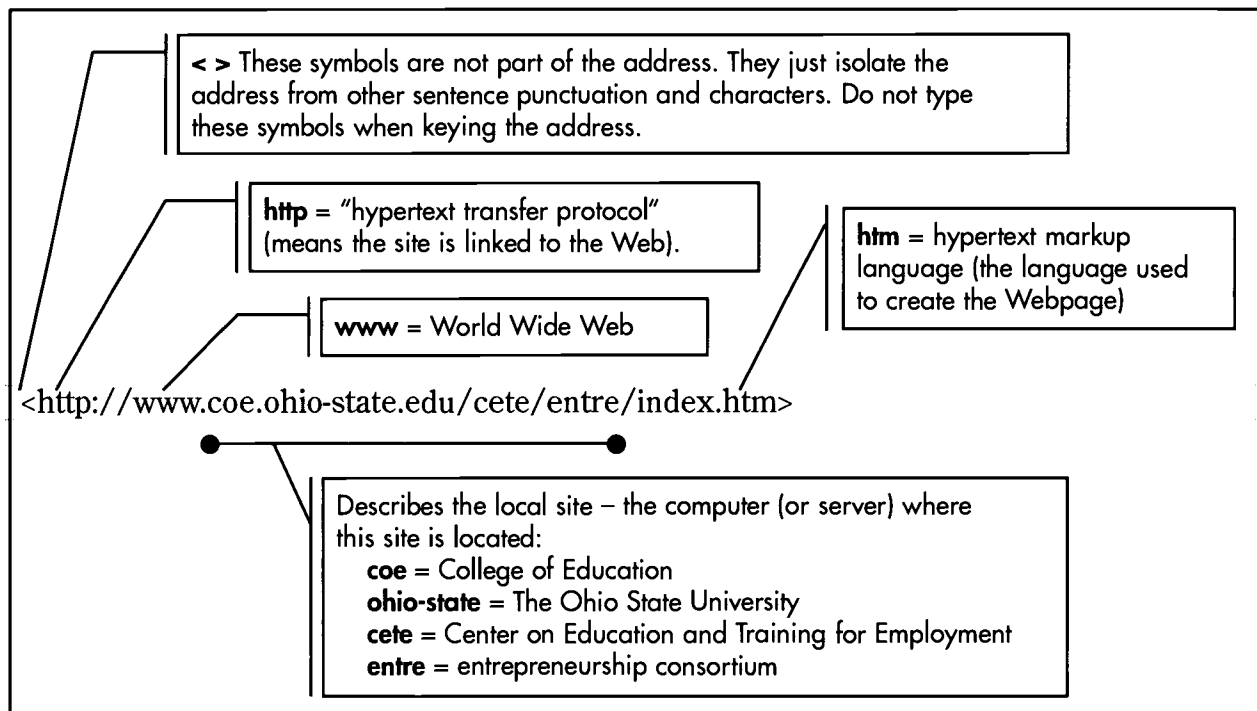 < > These symbols are not part of the address. They just isolate the
address from other sentence punctuation and characters. Do not type
these symbols when keying the address.
http = "hypertext transfer protocol"
(means the site is linked to the Web).
htm = hypertext markup
language (the language used
to create the Webpage)
www = World Wide Web
<http://www.coe.ohio-state.edu/cete/entre/index.htm>
Describes the local site – the computer (or server) where
this site is located:
coe = College of Education
ohio-state = The Ohio State University
cete = Center on Education and Training for Employment
entre = entrepreneurship consortium